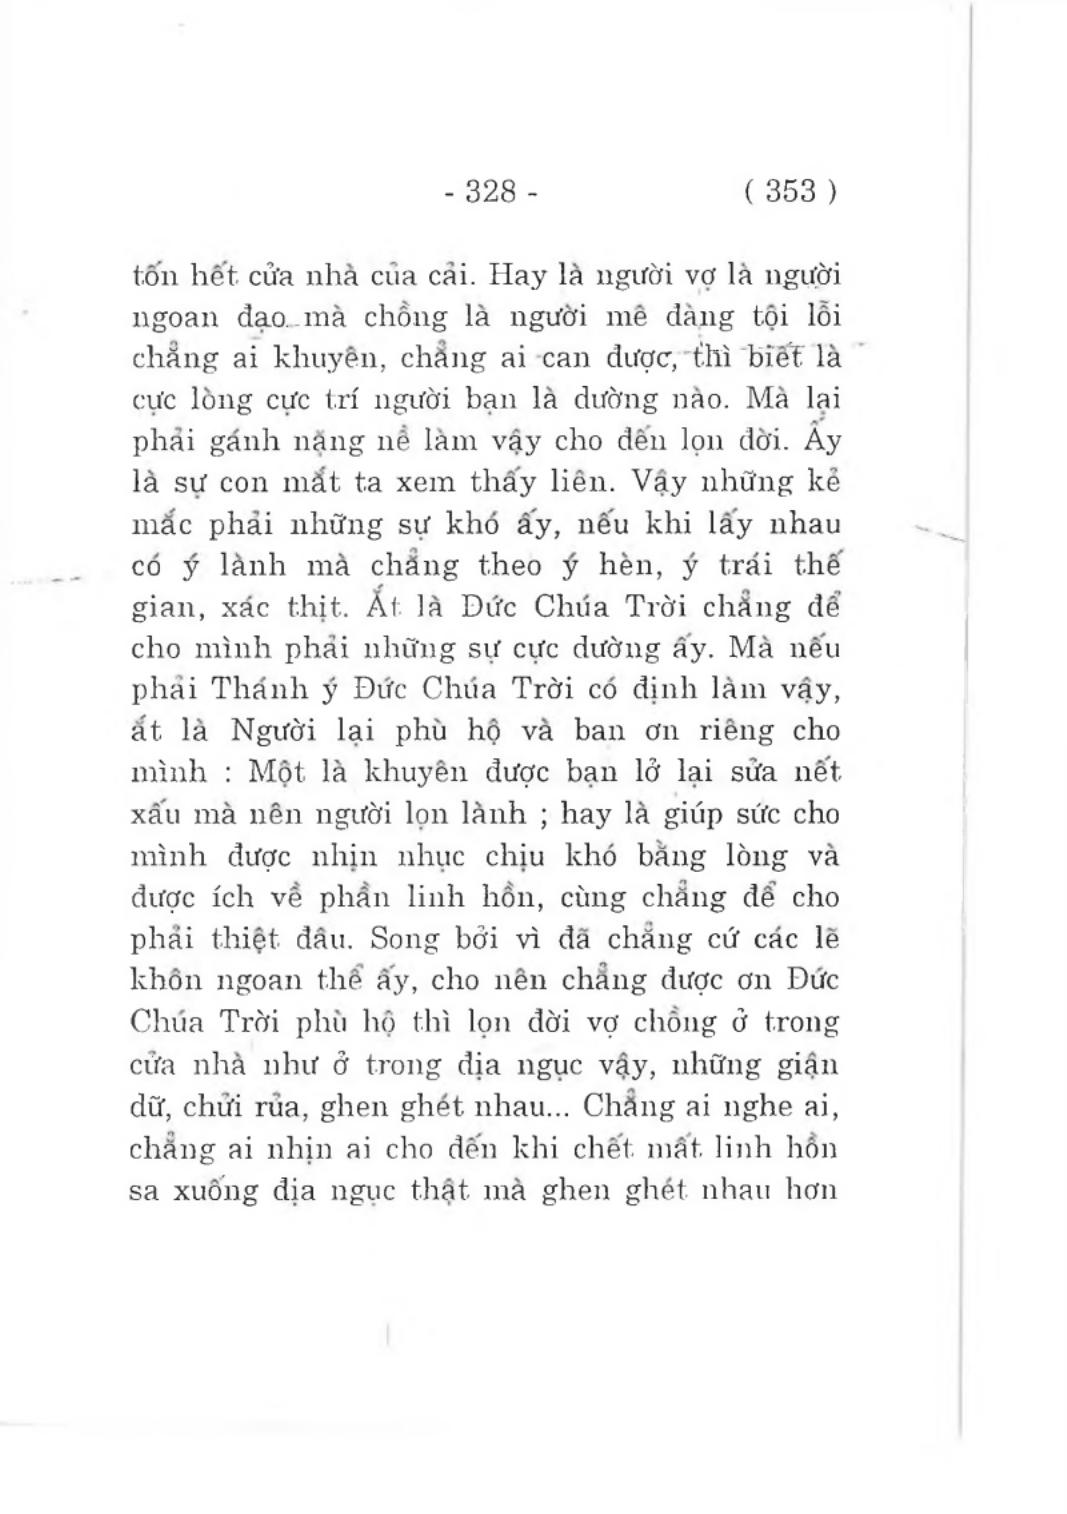 - 328 - ( 353 )
tốn hết cửa nhà của cải. Hay là người vợ là người
ngoan đạo mà chồng là người mê đàng tội lỗi
chẳng ai khuyên, chẳng ai can được, thì biết là
cực lòng cực trí người bạn là dường nào. Mà lại
phải gánh nặng nề làm vậy cho đến lọn đời. Ấy
là sự con mắt ta xem thấy liên. Vậy những kẻ
mắc phải những sự khó ấy, nếu khi lấy nhau
có ý lành mà chẳng theo ý hèn, ý trái thế
gian, xác thịt. Ắt là Đức Chúa Trời chẳng để
cho mình phải những sự cực dường ấy. Mà nếu
phải Thánh ý Đức Chúa Trời có định làm vậy,
ắt là Người lại phù hộ và ban ơn riêng cho
mình : Một là khuyên được bạn lở lại sửa nết
xấu mà nên người lọn lành ; hay là giúp sức cho
mình được nhịn nhục chịu khó bằng lòng và
được ích về phần linh hồn, cùng chẳng để cho
phải thiệt đâu. Song bởi vì đã chẳng cứ các lẽ
khôn ngoan thể ấy, cho nên chẳng được ơn Đức
Chúa Trời phù hộ thì lọn đời vợ chồng ở trong
cửa nhà như ở trong địa ngục vậy, những giận
dữ, chửi rủa, ghen ghét nhau... Chẳng ai nghe ai,
chẳng ai nhịn ai cho đến khi chết mất linh hồn
sa xuống địa ngục thật mà ghen ghét nhau hơn